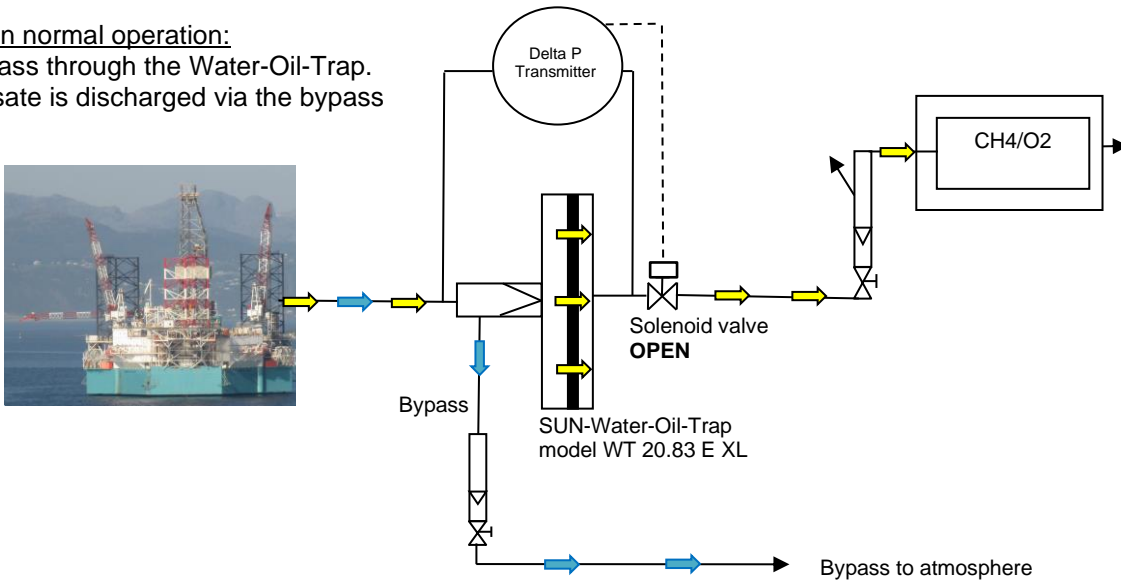 n normal operation:
ass through the Water-Oil-Trap.
sate is discharged via the bypass
Delta P
Transmitter
CH4/O2
Solenoid valve
OPEN
Bypass
SUN-Water-Oil-Trap
model WT 20.83 E XL
Bypass to atmosphere